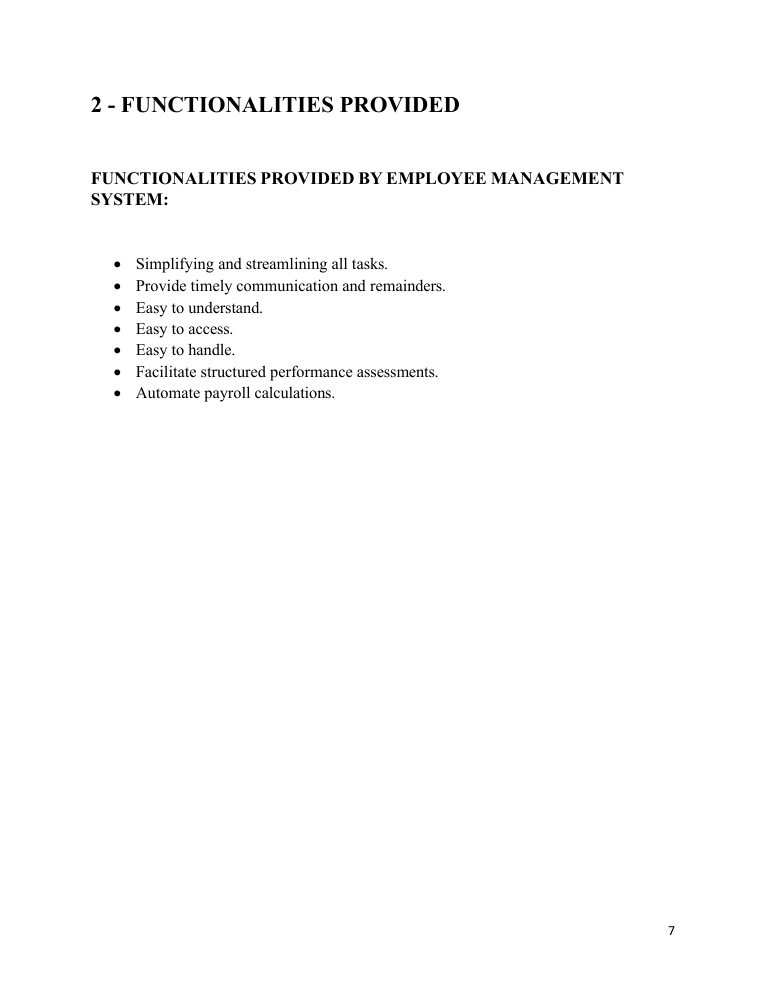 2 - FUNCTIONALITIES PROVIDED
FUNCTIONALITIES PROVIDED BY EMPLOYEE MANAGEMENT
SYSTEM:
• Simplifying and streamlining all tasks.
• Provide timely communication and remainders.
• Easy to understand.
• Easy to access.
• Easy to handle.
• Facilitate structured performance assessments.
• Automate payroll calculations.
7